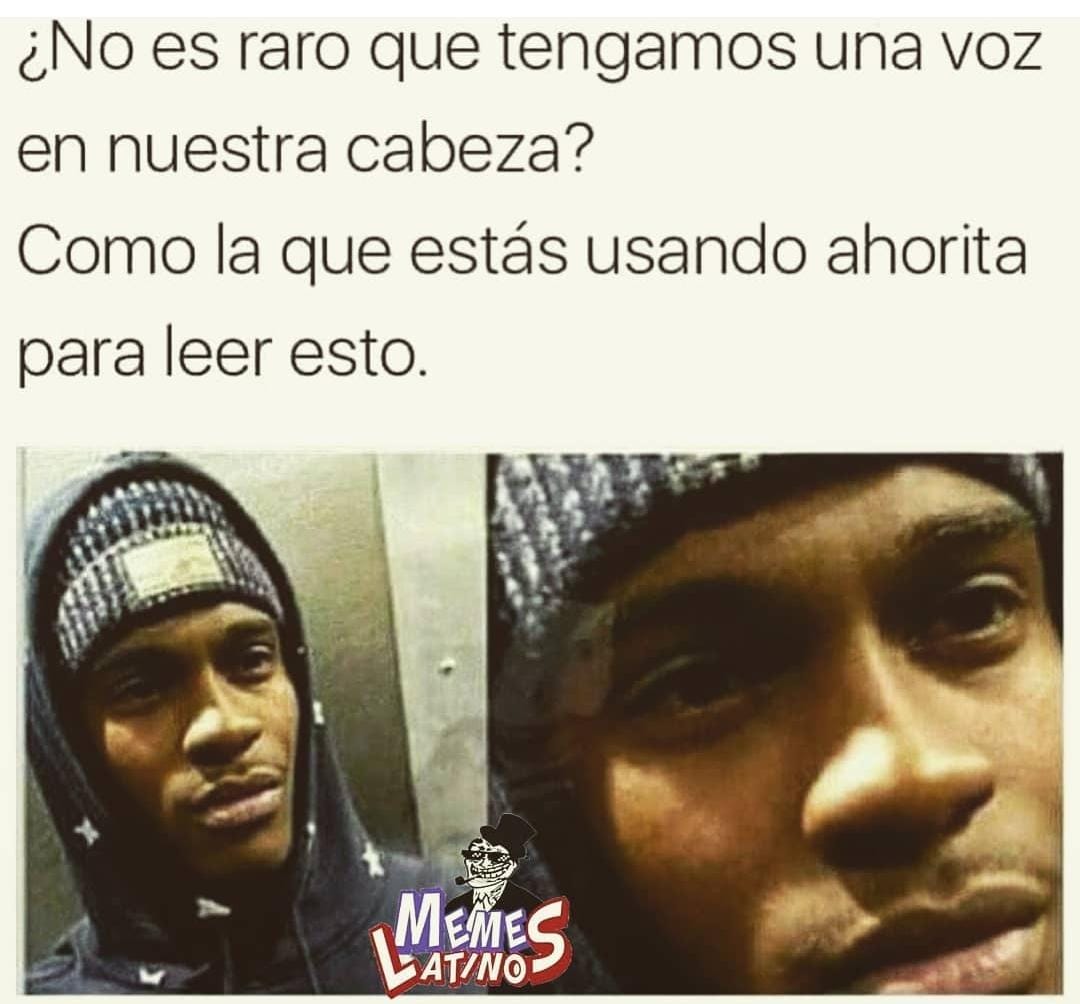 ¿No es raro que tengamos una voz
en nuestra cabeza?
Como la que estás usando ahorita
para leer esto.
MEMES
LATINOS